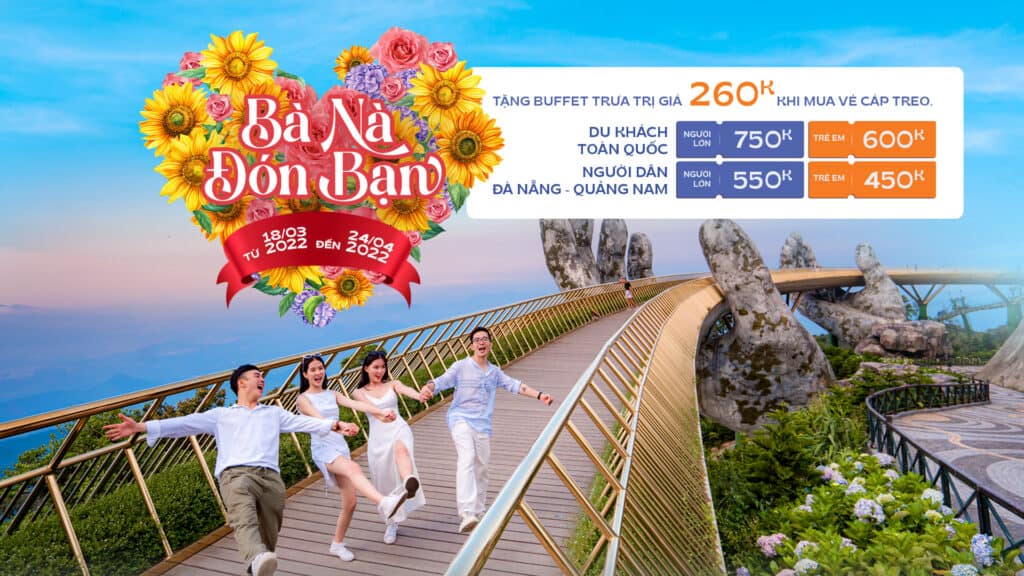 Bà Nà
Đón Bạn
TỪ 18/03 2022 ĐẾN 24/04 2022
TẶNG BUFFET TRƯA TRỊ GIÁ 260K KHI MUA VÉ CÁP TREO.
DU KHÁCH TOÀN QUỐC
NGƯỜI LỚN 750K TRẺ EM 600K
NGƯỜI DÂN ĐÀ NẴNG - QUẢNG NAM
NGƯỜI LỚN 550K TRẺ EM 450K